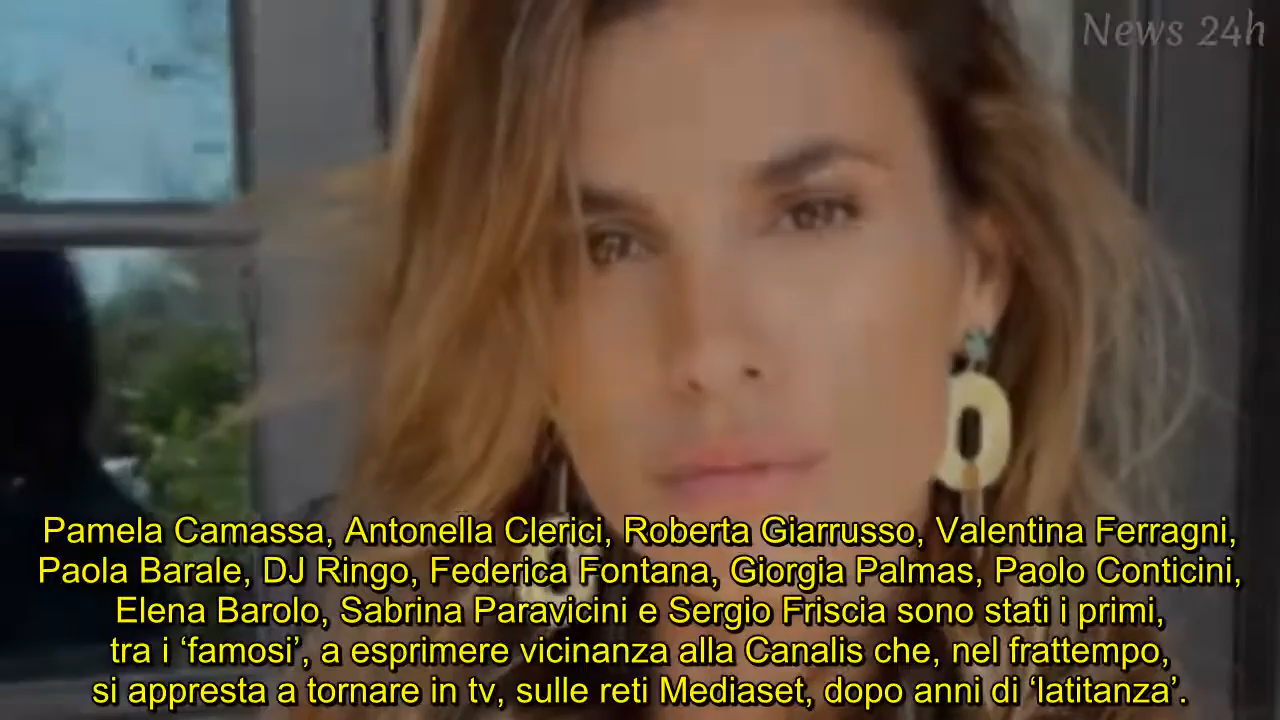 News 24h
Pamela Camassa, Antonella Clerici, Roberta Giarrusso, Valentina Ferragni,
Paola Barale, DJ Ringo, Federica Fontana, Giorgia Palmas, Paolo Conticini,
Elena Barolo, Sabrina Paravicini e Sergio Friscia sono stati i primi,
tra i ‘famosi’, a esprimere vicinanza alla Canalis che, nel frattempo,
si appresta a tornare in tv, sulle reti Mediaset, dopo anni di ‘latitanza’.